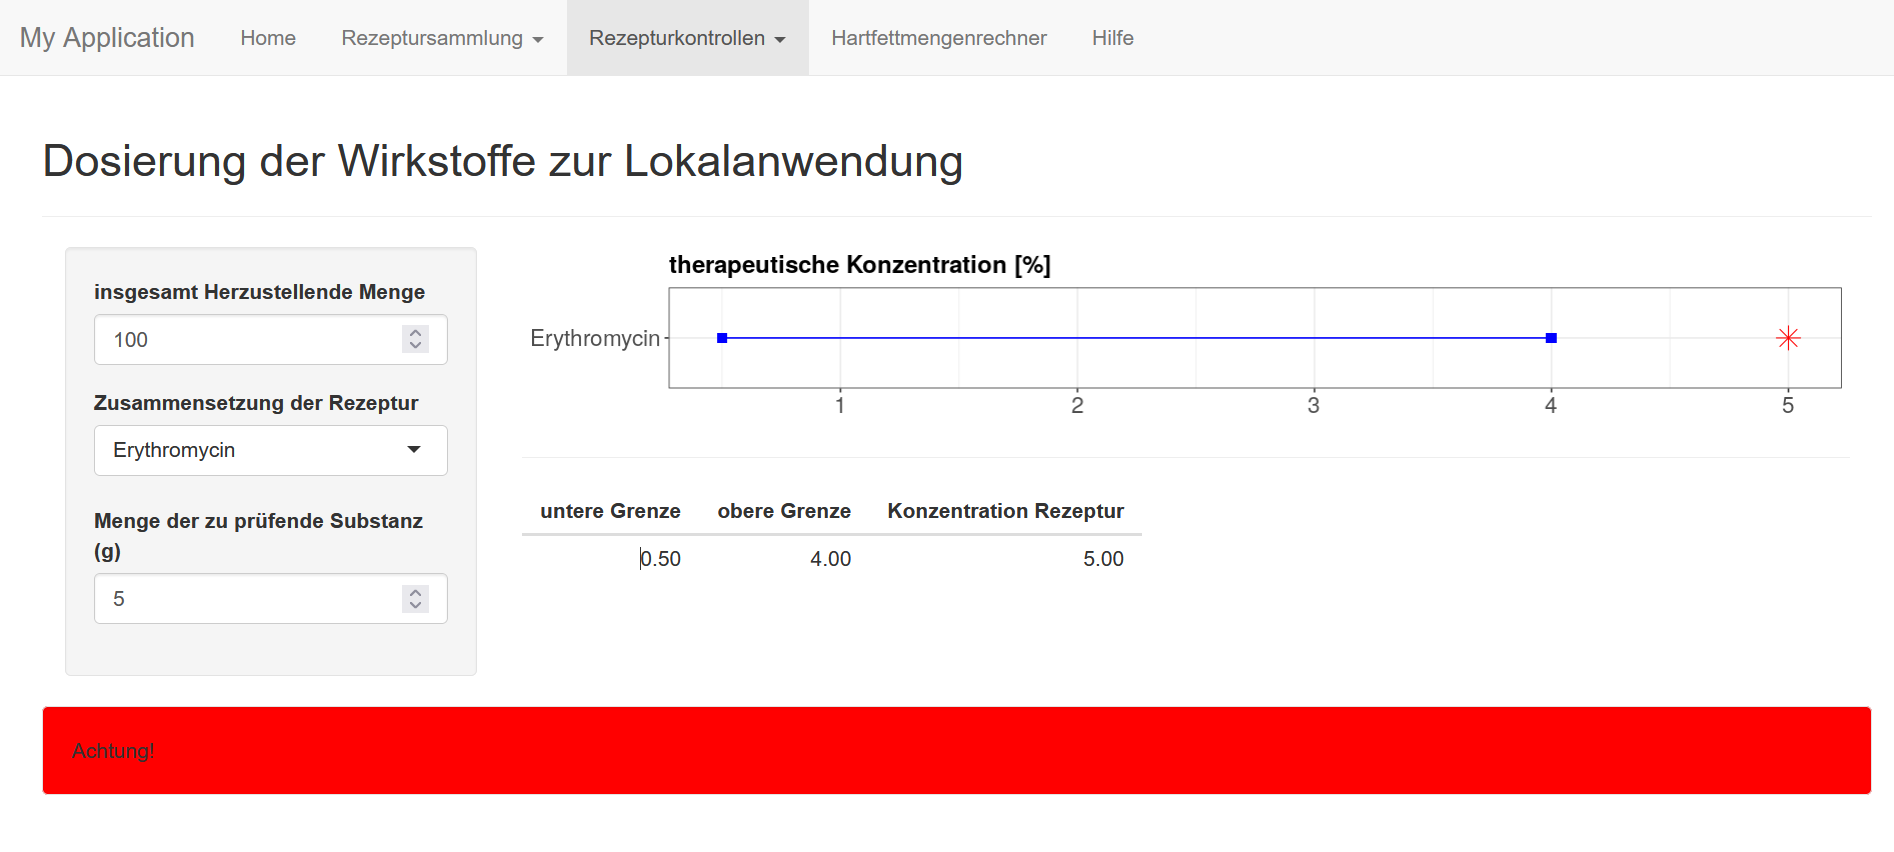 My Application Home Rezeptursammlung Rezepturkontrollen Hartfettmengenrechner Hilfe
Dosierung der Wirkstoffe zur Lokalanwendung
insgesamt Herzustellende Menge
100
Zusammensetzung der Rezeptur
Erythromycin
Menge der zu prüfende Substanz
(g)
5
therapeutische Konzentration [%]
Erythromycin
1 2 3 4 5
untere Grenze obere Grenze Konzentration Rezeptur
0.50 4.00 5.00
Achtung!